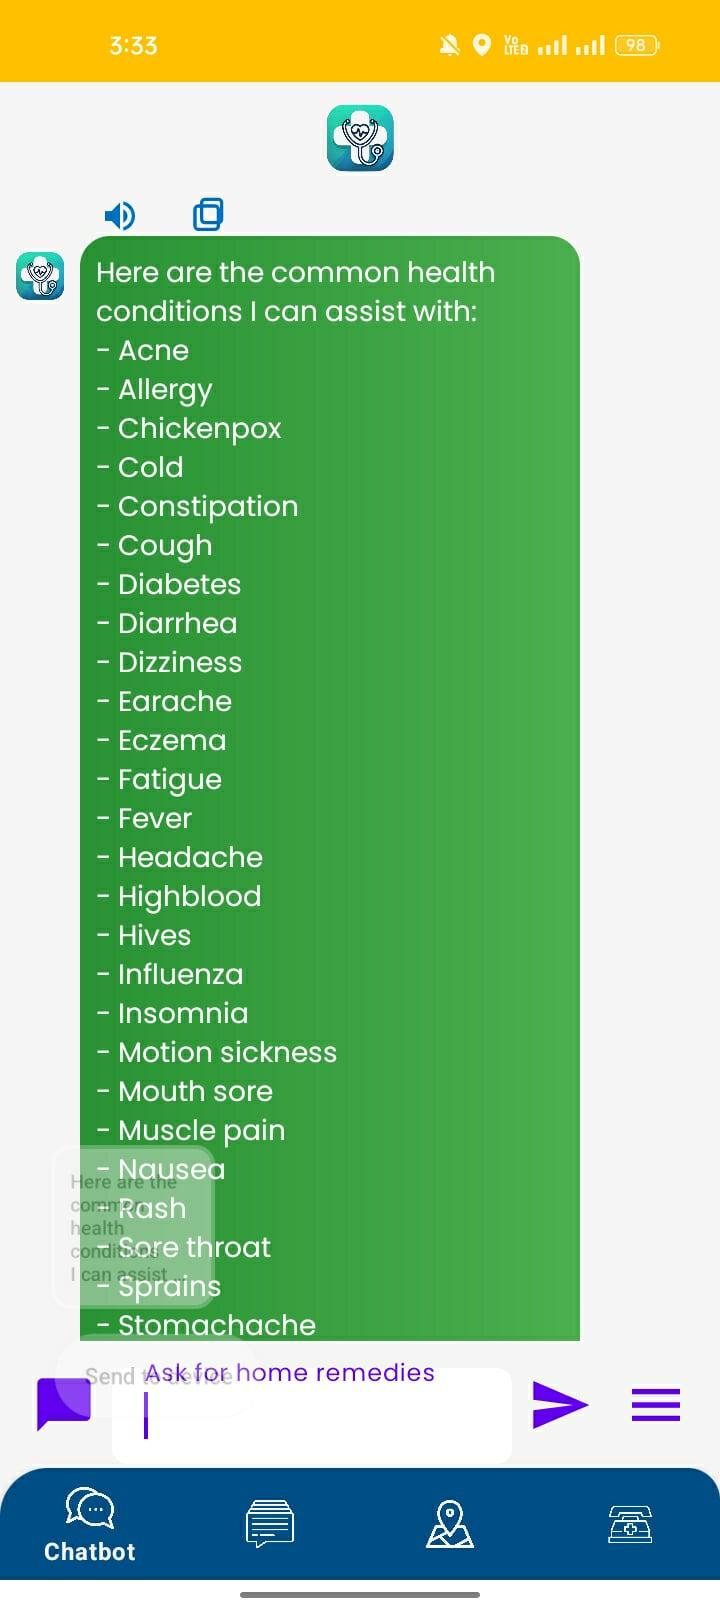 3:33
Vo
LTE2
98
Here are the common health
conditions I can assist with:
- Acne
- Allergy
- Chickenpox
- Cold
- Constipation
- Cough
- Diabetes
- Diarrhea
- Dizziness
- Earache
- Eczema
- Fatigue
- Fever
- Headache
- Highblood
- Hives
- Influenza
- Insomnia
- Motion sickness
- Mouth sore
- Muscle pain
- Nausea
- Rash
- Sore throat
- Sprains
- Stomachache
Here are the
common
health
conditions
I can assist ...
Send to device
Ask for home remedies
Chatbot